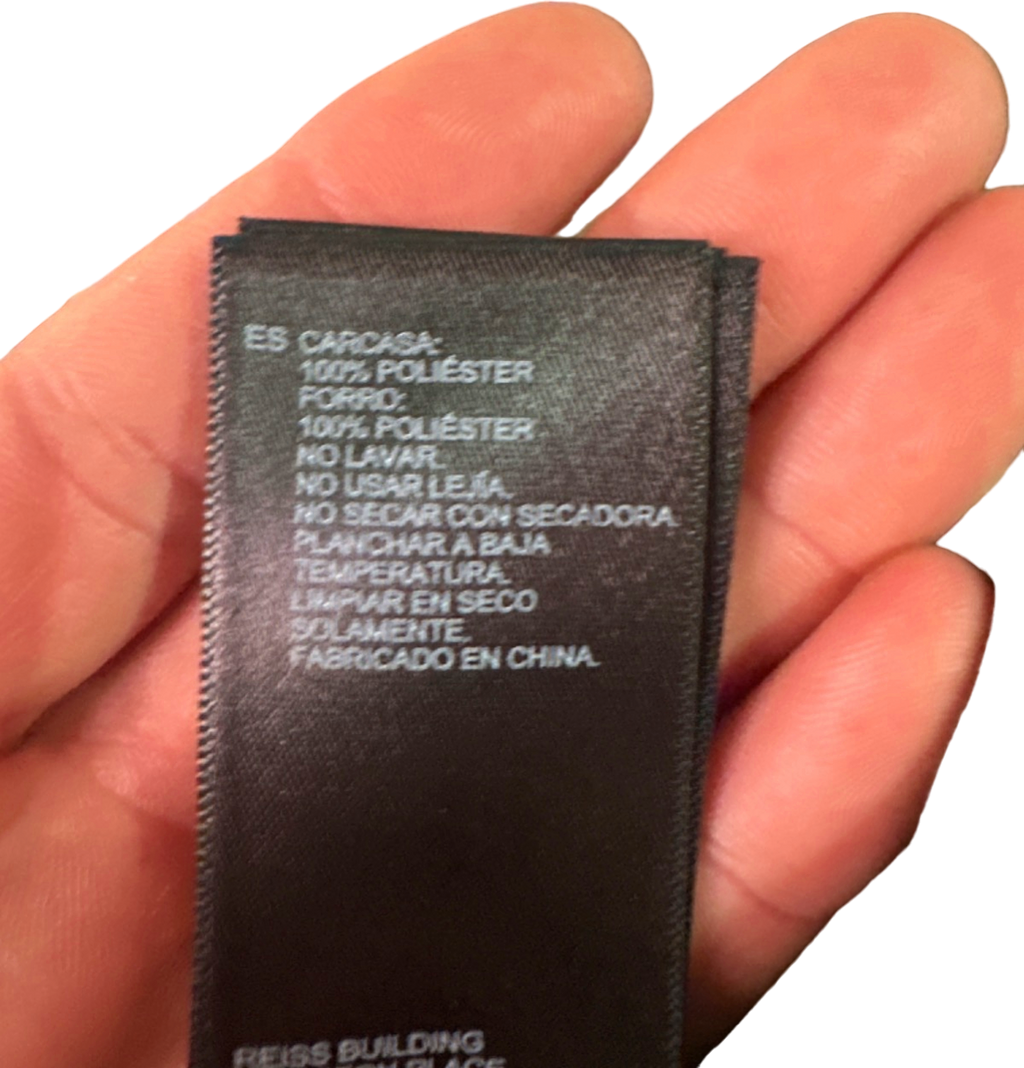 ES CARCASA:
100% POLIÉSTER
FORRO:
100% POLIÉSTER
NO LAVAR.
NO USAR LEJÍA.
NO SECAR CON SECADORA.
PLANCHAR A BAJA
TEMPERATURA.
LIMPIAR EN SECO
SOLAMENTE.
FABRICADO EN CHINA.
REISS BUILDING
PLACE